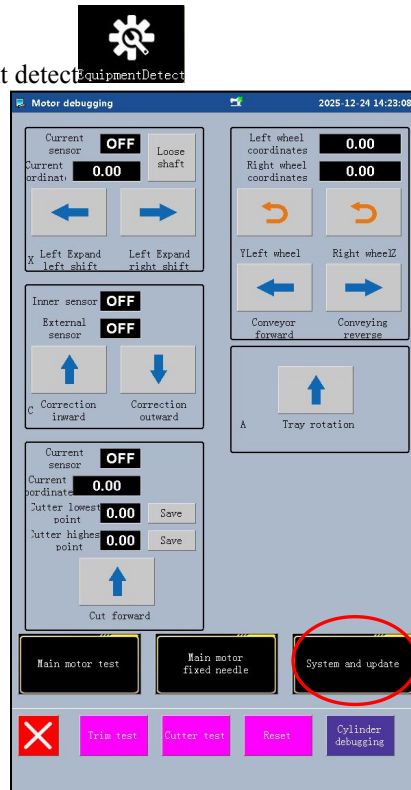 t detect
EquipmentDetect
Motor debugging
2025-12-24 14:23:08
Current
sensor
OFF
Loose
shaft
Current
ordinat
0.00
X
Left Expand
left shift
Left Expand
right shift
Inner sensor
OFF
External
sensor
OFF
C
Correction
inward
Correction
outward
Current
sensor
OFF
Current
oordinate
0.00
Cutter lowest
point
0.00
Save
Cutter highes
point
0.00
Save
Cut forward
Left wheel
coordinates
0.00
Right wheel
coordinates
0.00
YLeft wheel
Right wheelZ
Conveyor
forward
Conveying
reverse
A
Tray rotation
Main motor test
Main motor
fixed needle
System and update
Trim test
Cutter test
Reset
Cylinder
debugging